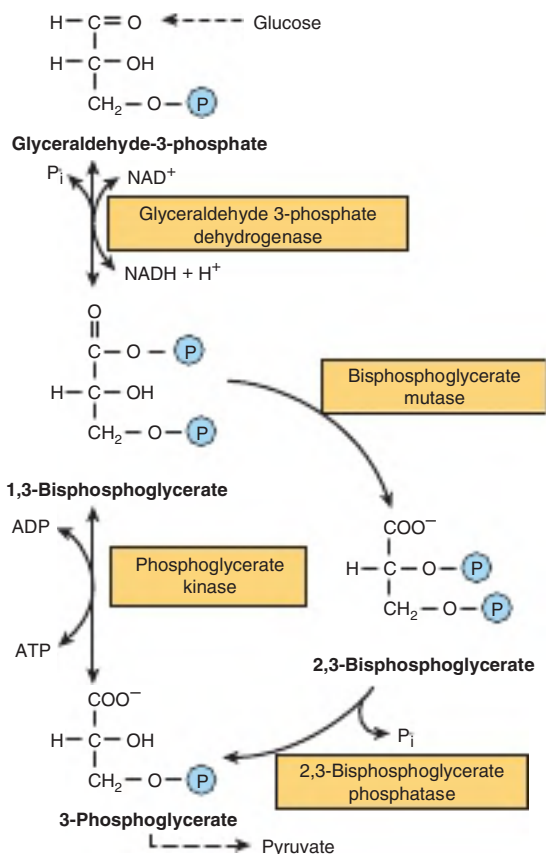 H–C=O
Glucose
H–C–OH
CH₂–O–P
Glyceraldehyde-3-phosphate
Pi
NAD⁺
Glyceraldehyde 3-phosphate
dehydrogenase
NADH + H⁺
O
C–O–P
H–C–OH
CH₂–O–P
1,3-Bisphosphoglycerate
Bisphosphoglycerate
mutase
ADP
Phosphoglycerate
kinase
ATP
COO⁻
H–C–O–P
CH₂–O–P
2,3-Bisphosphoglycerate
Pi
2,3-Bisphosphoglycerate
phosphatase
COO⁻
H–C–OH
CH₂–O–P
3-Phosphoglycerate
Pyruvate